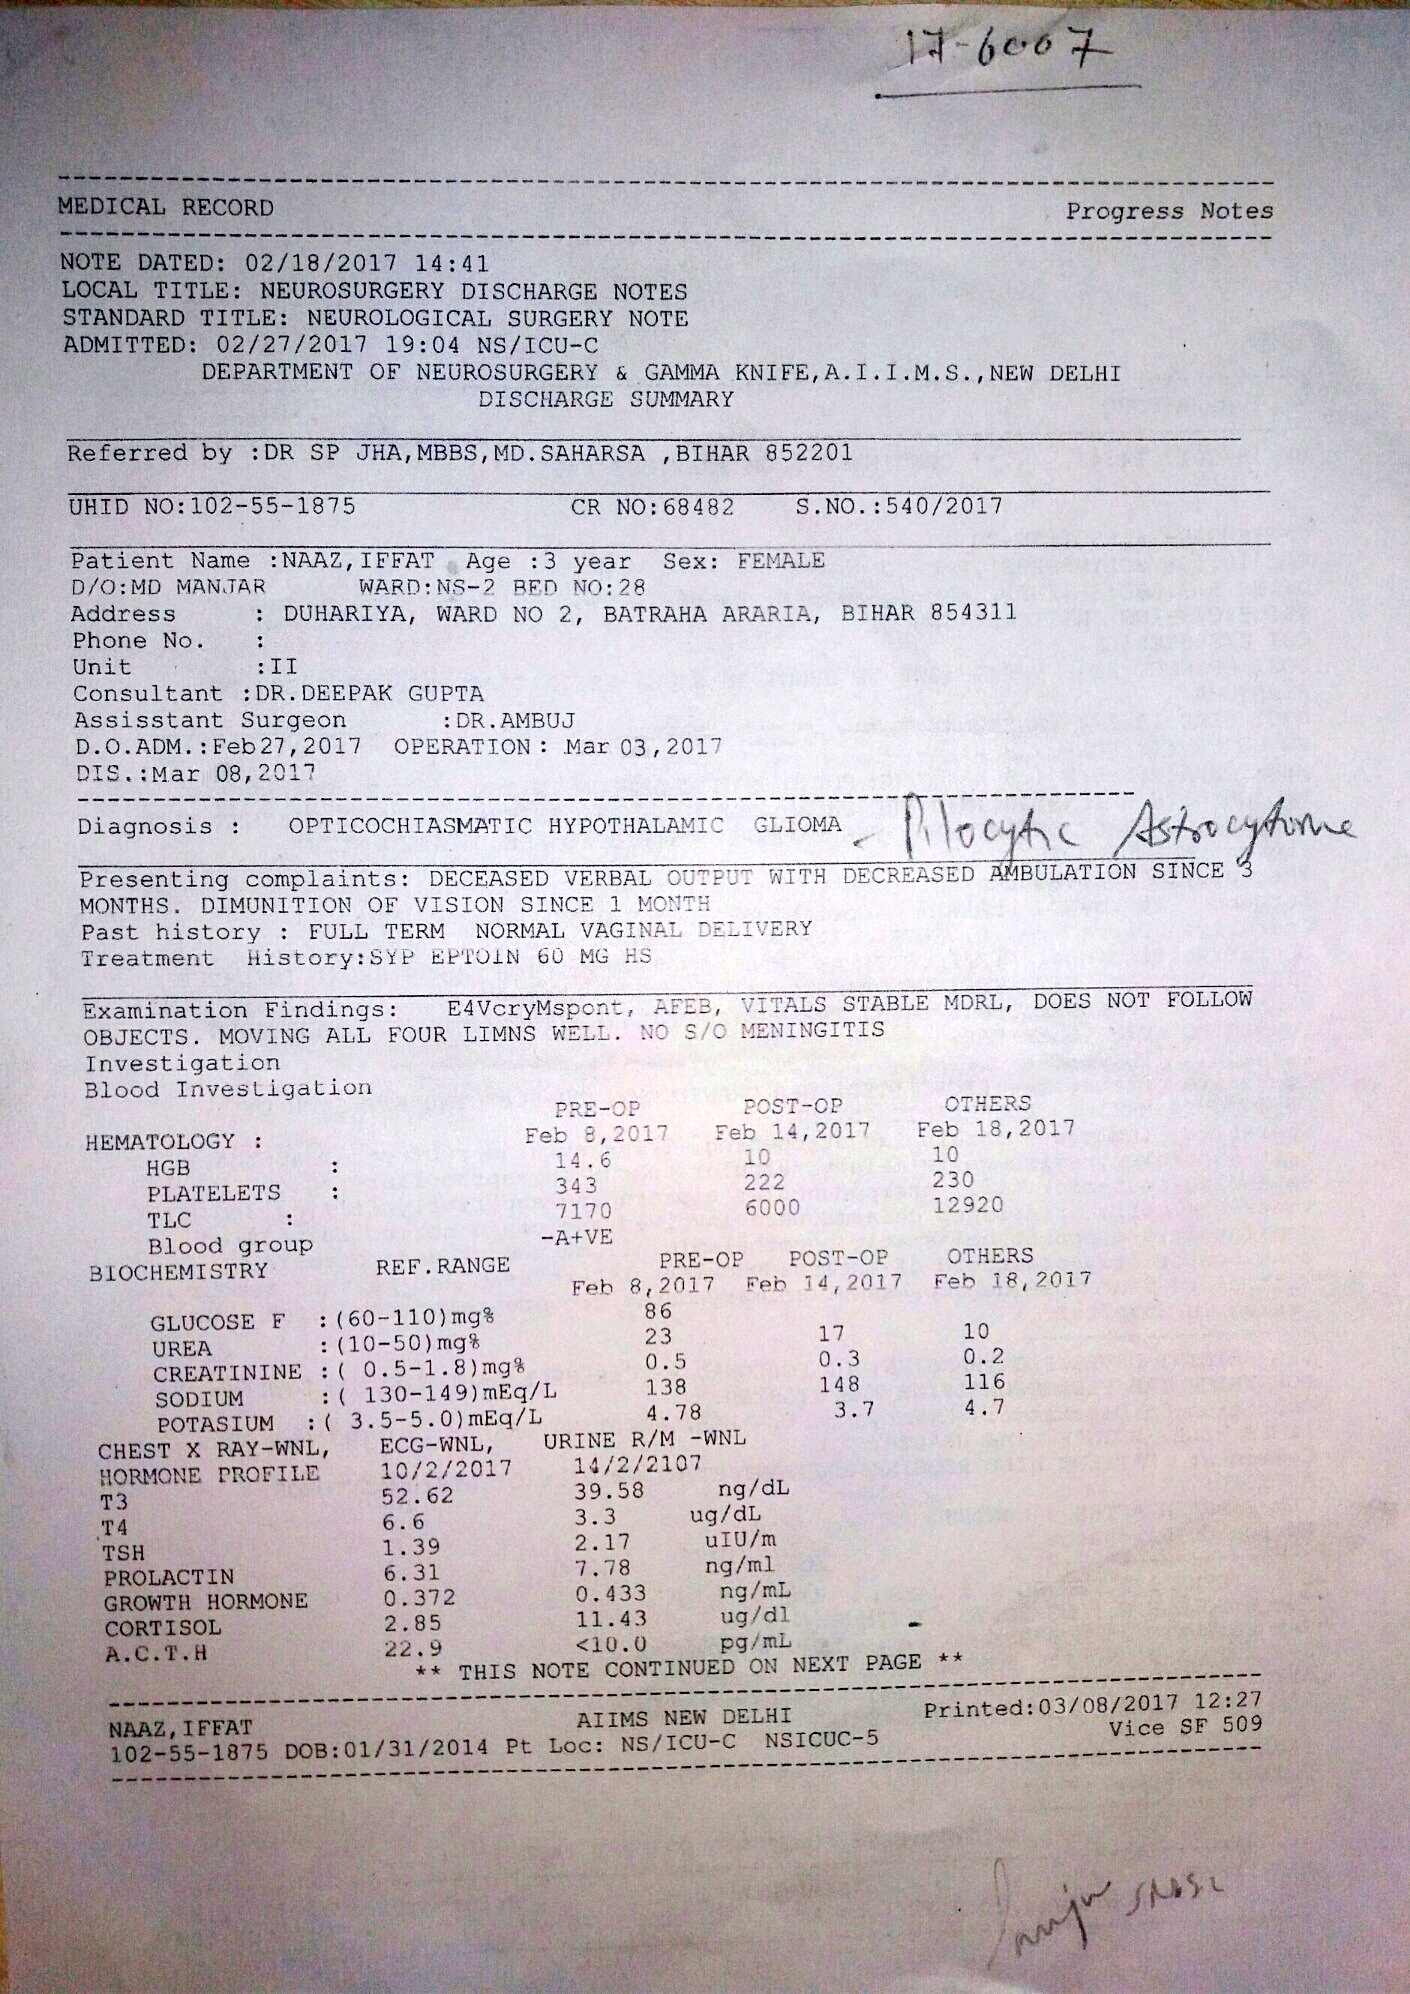 17-6007
MEDICAL RECORD Progress Notes
NOTE DATED: 02/18/2017 14:41
LOCAL TITLE: NEUROSURGERY DISCHARGE NOTES
STANDARD TITLE: NEUROLOGICAL SURGERY NOTE
ADMITTED: 02/27/2017 19:04 NS/ICU-C
DEPARTMENT OF NEUROSURGERY & GAMMA KNIFE,A.I.I.M.S.,NEW DELHI
DISCHARGE SUMMARY
Referred by :DR SP JHA,MBBS,MD.SAHARSA ,BIHAR 852201
UHID NO:102-55-1875 CR NO:68482 S.NO.:540/2017
Patient Name :NAAZ,IFFAT Age :3 year Sex: FEMALE
D/O:MD MANJAR WARD:NS-2 BED NO:28
Address : DUHARIYA, WARD NO 2, BATRAHA ARARIA, BIHAR 854311
Phone No. :
Unit :II
Consultant :DR.DEEPAK GUPTA
Assisstant Surgeon :DR.AMBUJ
D.O.ADM.:Feb27,2017 OPERATION: Mar 03,2017
DIS.:Mar 08,2017
Diagnosis : OPTICOCHIASMATIC HYPOTHALAMIC GLIOMA - Pilocytic Astrocytoma
Presenting complaints: DECEASED VERBAL OUTPUT WITH DECREASED AMBULATION SINCE 3
MONTHS. DIMUNITION OF VISION SINCE 1 MONTH
Past history : FULL TERM NORMAL VAGINAL DELIVERY
Treatment History:SYP EPTOIN 60 MG HS
Examination Findings: E4VcryMspont, AFEB, VITALS STABLE MDRL, DOES NOT FOLLOW
OBJECTS. MOVING ALL FOUR LIMNS WELL. NO S/O MENINGITIS
Investigation
Blood Investigation
PRE-OP POST-OP OTHERS
HEMATOLOGY : Feb 8,2017 Feb 14,2017 Feb 18,2017
HGB : 14.6 10 10
PLATELETS : 343 222 230
TLC : 7170 6000 12920
Blood group -A+VE
BIOCHEMISTRY REF.RANGE PRE-OP POST-OP OTHERS
Feb 8,2017 Feb 14,2017 Feb 18,2017
GLUCOSE F :(60-110)mg% 86
UREA :(10-50)mg% 23 17 10
CREATININE :( 0.5-1.8)mg% 0.5 0.3 0.2
SODIUM :( 130-149)mEq/L 138 148 116
POTASIUM :( 3.5-5.0)mEq/L 4.78 3.7 4.7
CHEST X RAY-WNL, ECG-WNL, URINE R/M -WNL
HORMONE PROFILE 10/2/2017 14/2/2107
T3 52.62 39.58 ng/dL
T4 6.6 3.3 ug/dL
TSH 1.39 2.17 uIU/m
PROLACTIN 6.31 7.78 ng/ml
GROWTH HORMONE 0.372 0.433 ng/mL
CORTISOL 2.85 11.43 ug/dl
A.C.T.H 22.9 <10.0 pg/mL
** THIS NOTE CONTINUED ON NEXT PAGE **
NAAZ,IFFAT AIIMS NEW DELHI Printed:03/08/2017 12:27
102-55-1875 DOB:01/31/2014 Pt Loc: NS/ICU-C NSICUC-5 Vice SF 509